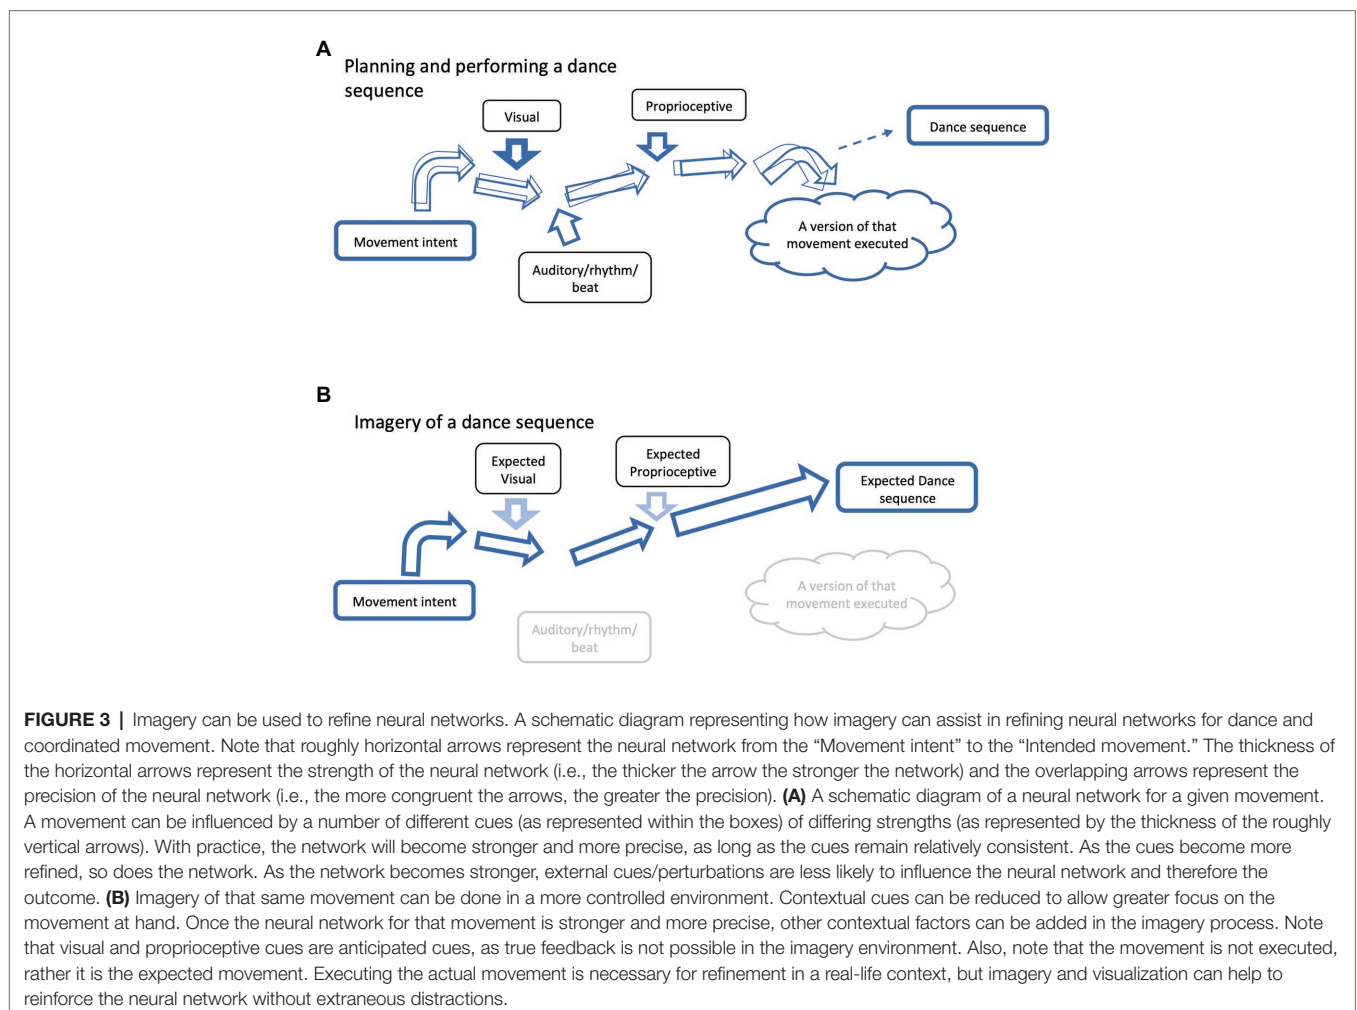 A
Planning and performing a dance
sequence
Visual
Proprioceptive
Dance sequence
Movement intent
A version of that
movement executed
Auditory/rhythm/
beat
B
Imagery of a dance sequence
Expected
Visual
Expected
Proprioceptive
Expected Dance
sequence
Movement intent
A version of that
movement executed
Auditory/rhythm/
beat
FIGURE 3 | Imagery can be used to refine neural networks. A schematic diagram representing how imagery can assist in refining neural networks for dance and
coordinated movement. Note that roughly horizontal arrows represent the neural network from the “Movement intent” to the “Intended movement.” The thickness of
the horizontal arrows represent the strength of the neural network (i.e., the thicker the arrow the stronger the network) and the overlapping arrows represent the
precision of the neural network (i.e., the more congruent the arrows, the greater the precision). (A) A schematic diagram of a neural network for a given movement.
A movement can be influenced by a number of different cues (as represented within the boxes) of differing strengths (as represented by the thickness of the roughly
vertical arrows). With practice, the network will become stronger and more precise, as long as the cues remain relatively consistent. As the cues become more
refined, so does the network. As the network becomes stronger, external cues/perturbations are less likely to influence the neural network and therefore the
outcome. (B) Imagery of that same movement can be done in a more controlled environment. Contextual cues can be reduced to allow greater focus on the
movement at hand. Once the neural network for that movement is stronger and more precise, other contextual factors can be added in the imagery process. Note
that visual and proprioceptive cues are anticipated cues, as true feedback is not possible in the imagery environment. Also, note that the movement is not executed,
rather it is the expected movement. Executing the actual movement is necessary for refinement in a real-life context, but imagery and visualization can help to
reinforce the neural network without extraneous distractions.